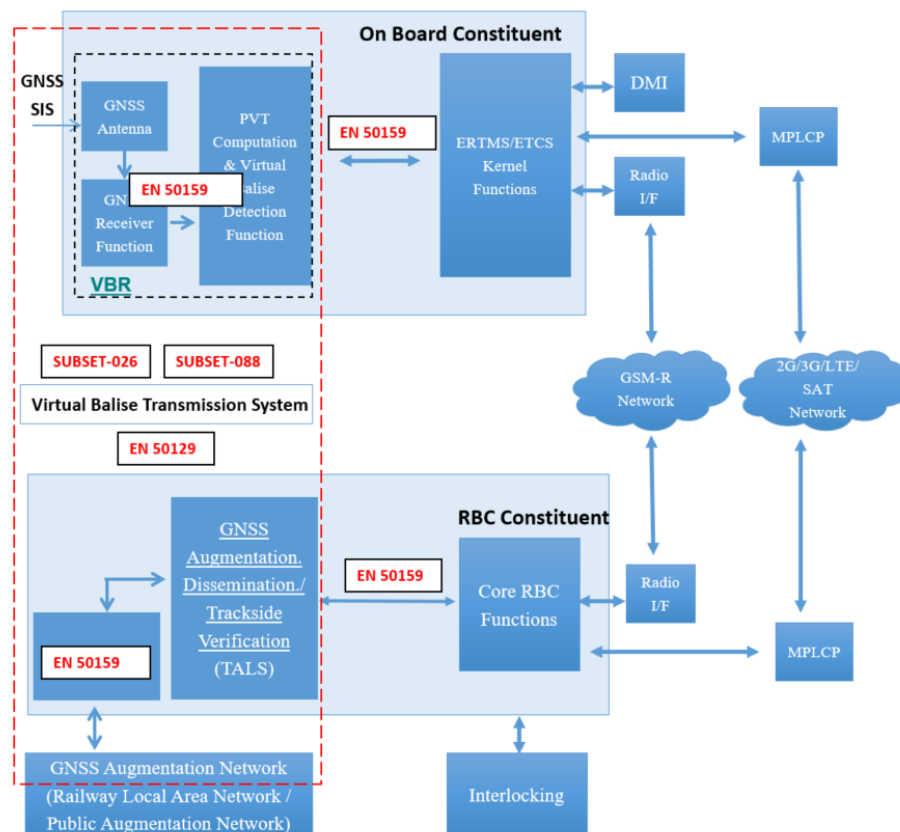 On Board Constituent
GNSS
SIS
GNSS
Antenna
GN
Receiver
Function
EN 50159
PVT
Computation
& Virtual
Balise
Detection
Function
VBR
EN 50159
ERTMS/ETCS
Kernel
Functions
DMI
Radio
I/F
MPLCP
SUBSET-026
SUBSET-088
Virtual Balise Transmission System
EN 50129
GSM-R
Network
2G/3G/LTE/
SAT
Network
RBC Constituent
GNSS
Augmentation.
Dissemination./
Trackside
Verification
(TALS)
EN 50159
EN 50159
Core RBC
Functions
Radio
I/F
MPLCP
GNSS Augmentation Network
(Railway Local Area Network /
Public Augmentation Network)
Interlocking